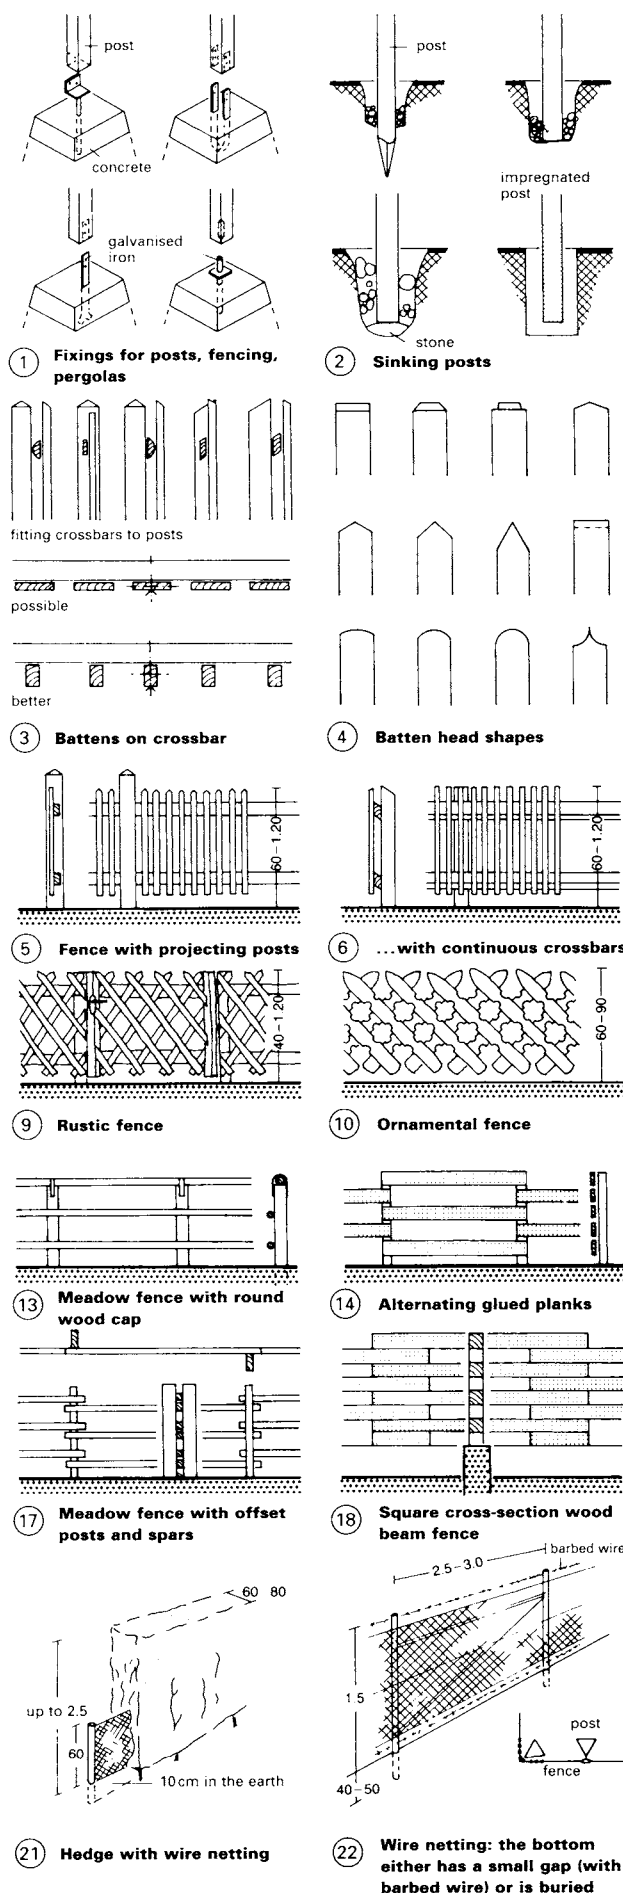 post
concrete
galvanised
iron
1 Fixings for posts, fencing,
pergolas
post
impregnated
post
stone
2 Sinking posts
fitting crossbars to posts
possible
better
3 Battens on crossbar
4 Batten head shapes
60–1.20
5 Fence with projecting posts
60–1.20
6 ...with continuous crossbars
40–1.20
9 Rustic fence
60–90
10 Ornamental fence
13 Meadow fence with round
wood cap
14 Alternating glued planks
17 Meadow fence with offset
posts and spars
18 Square cross-section wood
beam fence
60 80
up to 2.5
60
10cm in the earth
21 Hedge with wire netting
2.5–3.0
barbed wire
1.5
post
fence
40–50
22 Wire netting: the bottom
either has a small gap (with
barbed wire) or is buried